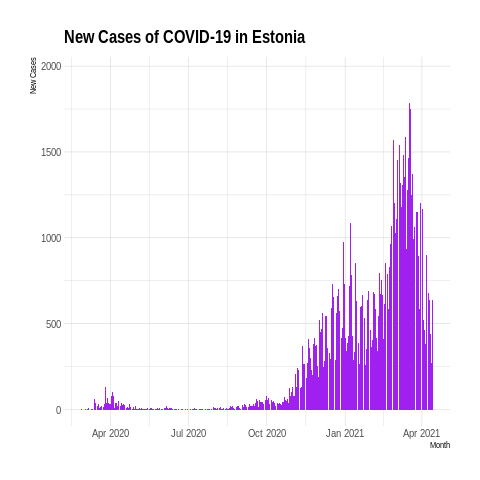 New Cases of COVID-19 in Estonia
New Cases
2000
1500
1000
500
0
Apr 2020 Jul 2020 Oct 2020 Jan 2021 Apr 2021
Month